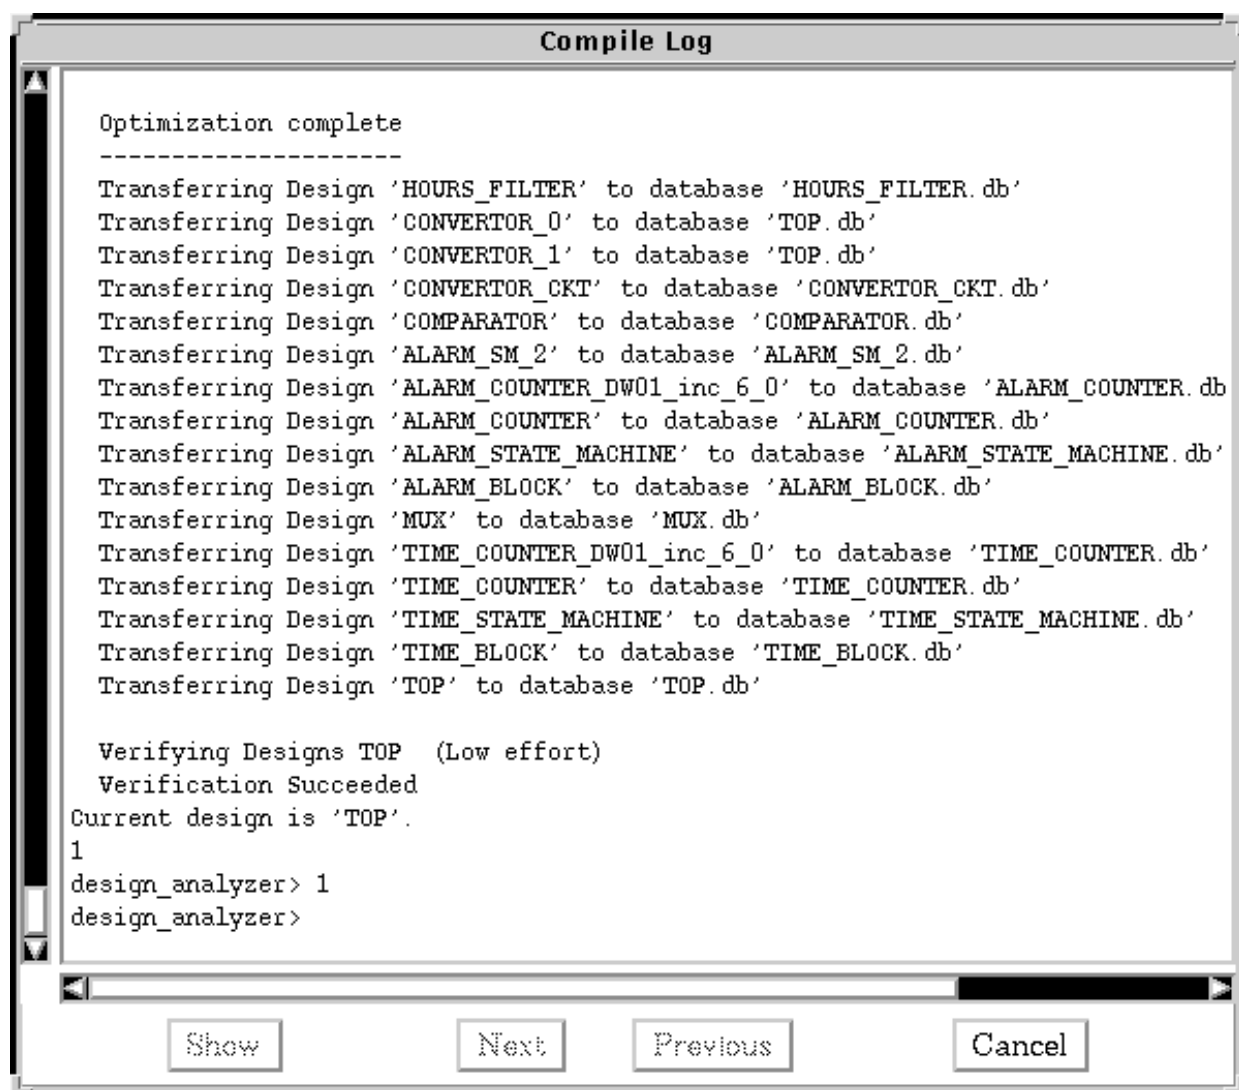 Compile Log
Optimization complete
---------------------
Transferring Design 'HOURS_FILTER' to database 'HOURS_FILTER.db'
Transferring Design 'CONVERTOR_0' to database 'TOP.db'
Transferring Design 'CONVERTOR_1' to database 'TOP.db'
Transferring Design 'CONVERTOR_CKT' to database 'CONVERTOR_CKT.db'
Transferring Design 'COMPARATOR' to database 'COMPARATOR.db'
Transferring Design 'ALARM_SM_2' to database 'ALARM_SM_2.db'
Transferring Design 'ALARM_COUNTER_DW01_inc_6_0' to database 'ALARM_COUNTER.db
Transferring Design 'ALARM_COUNTER' to database 'ALARM_COUNTER.db'
Transferring Design 'ALARM_STATE_MACHINE' to database 'ALARM_STATE_MACHINE.db'
Transferring Design 'ALARM_BLOCK' to database 'ALARM_BLOCK.db'
Transferring Design 'MUX' to database 'MUX.db'
Transferring Design 'TIME_COUNTER_DW01_inc_6_0' to database 'TIME_COUNTER.db'
Transferring Design 'TIME_COUNTER' to database 'TIME_COUNTER.db'
Transferring Design 'TIME_STATE_MACHINE' to database 'TIME_STATE_MACHINE.db'
Transferring Design 'TIME_BLOCK' to database 'TIME_BLOCK.db'
Transferring Design 'TOP' to database 'TOP.db'
Verifying Designs TOP  (Low effort)
Verification Succeeded
Current design is 'TOP'.
1
design_analyzer> 1
design_analyzer>
Show Next Previous Cancel